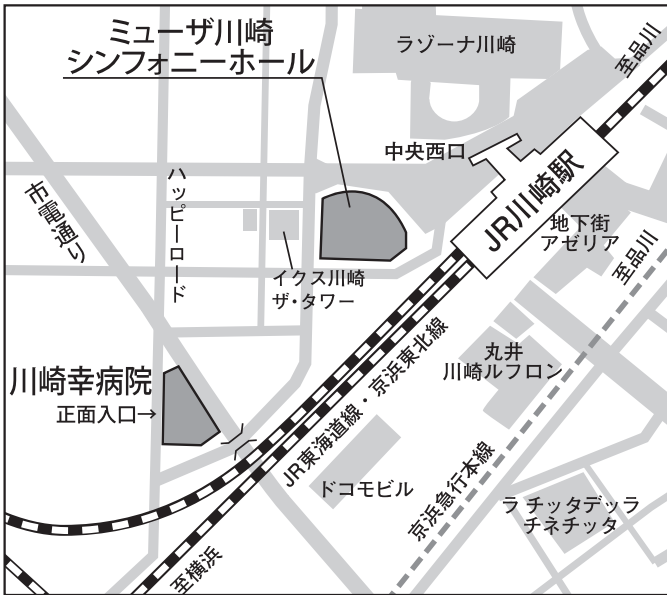 ミューザ川崎
シンフォニーホール
ラゾーナ川崎
至品川
中央西口
JR川崎駅
地下街
アゼリア
至品川
市電通り
ハッピーロード
イクス川崎
ザ・タワー
丸井
川崎ルフロン
川崎幸病院
正面入口→
JR東海道線・京浜東北線
ドコモビル
京浜急行本線
ラ チッタデッラ
チネチッタ
至横浜